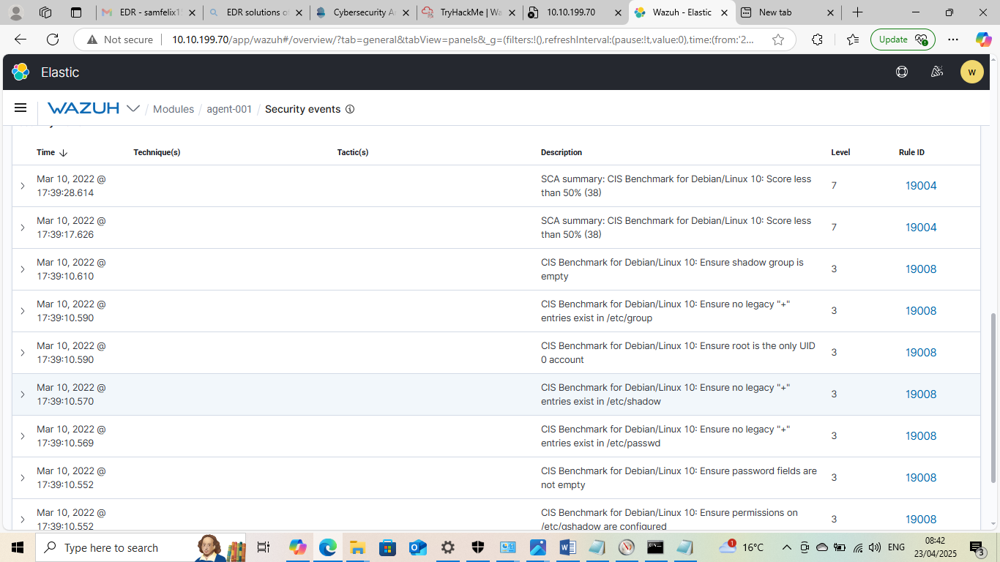 EDR - samfelix1
EDR solutions o
Cybersecurity A
TryHackMe | Wa
10.10.199.70
Wazuh - Elastic
New tab
Not secure
10.10.199.70/app/wazuh#/overview/?tab=general&tabView=panels&_g=(filters:!(),refreshInterval:(pause:!t,value:0),time:(from:'2...
Update
Elastic
W
WAZUH / Modules / agent-001 / Security events
Time Technique(s) Tactic(s) Description Level Rule ID
Mar 10, 2022 @ 17:39:28.614 SCA summary: CIS Benchmark for Debian/Linux 10: Score less than 50% (38) 7 19004
Mar 10, 2022 @ 17:39:17.626 SCA summary: CIS Benchmark for Debian/Linux 10: Score less than 50% (38) 7 19004
Mar 10, 2022 @ 17:39:10.610 CIS Benchmark for Debian/Linux 10: Ensure shadow group is empty 3 19008
Mar 10, 2022 @ 17:39:10.590 CIS Benchmark for Debian/Linux 10: Ensure no legacy "+" entries exist in /etc/group 3 19008
Mar 10, 2022 @ 17:39:10.590 CIS Benchmark for Debian/Linux 10: Ensure root is the only UID 0 account 3 19008
Mar 10, 2022 @ 17:39:10.570 CIS Benchmark for Debian/Linux 10: Ensure no legacy "+" entries exist in /etc/shadow 3 19008
Mar 10, 2022 @ 17:39:10.569 CIS Benchmark for Debian/Linux 10: Ensure no legacy "+" entries exist in /etc/passwd 3 19008
Mar 10, 2022 @ 17:39:10.552 CIS Benchmark for Debian/Linux 10: Ensure password fields are not empty 3 19008
Mar 10, 2022 @ 17:39:10.552 CIS Benchmark for Debian/Linux 10: Ensure permissions on /etc/gshadow are configured 3 19008
Type here to search
16°C
ENG
08:42
23/04/2025
3